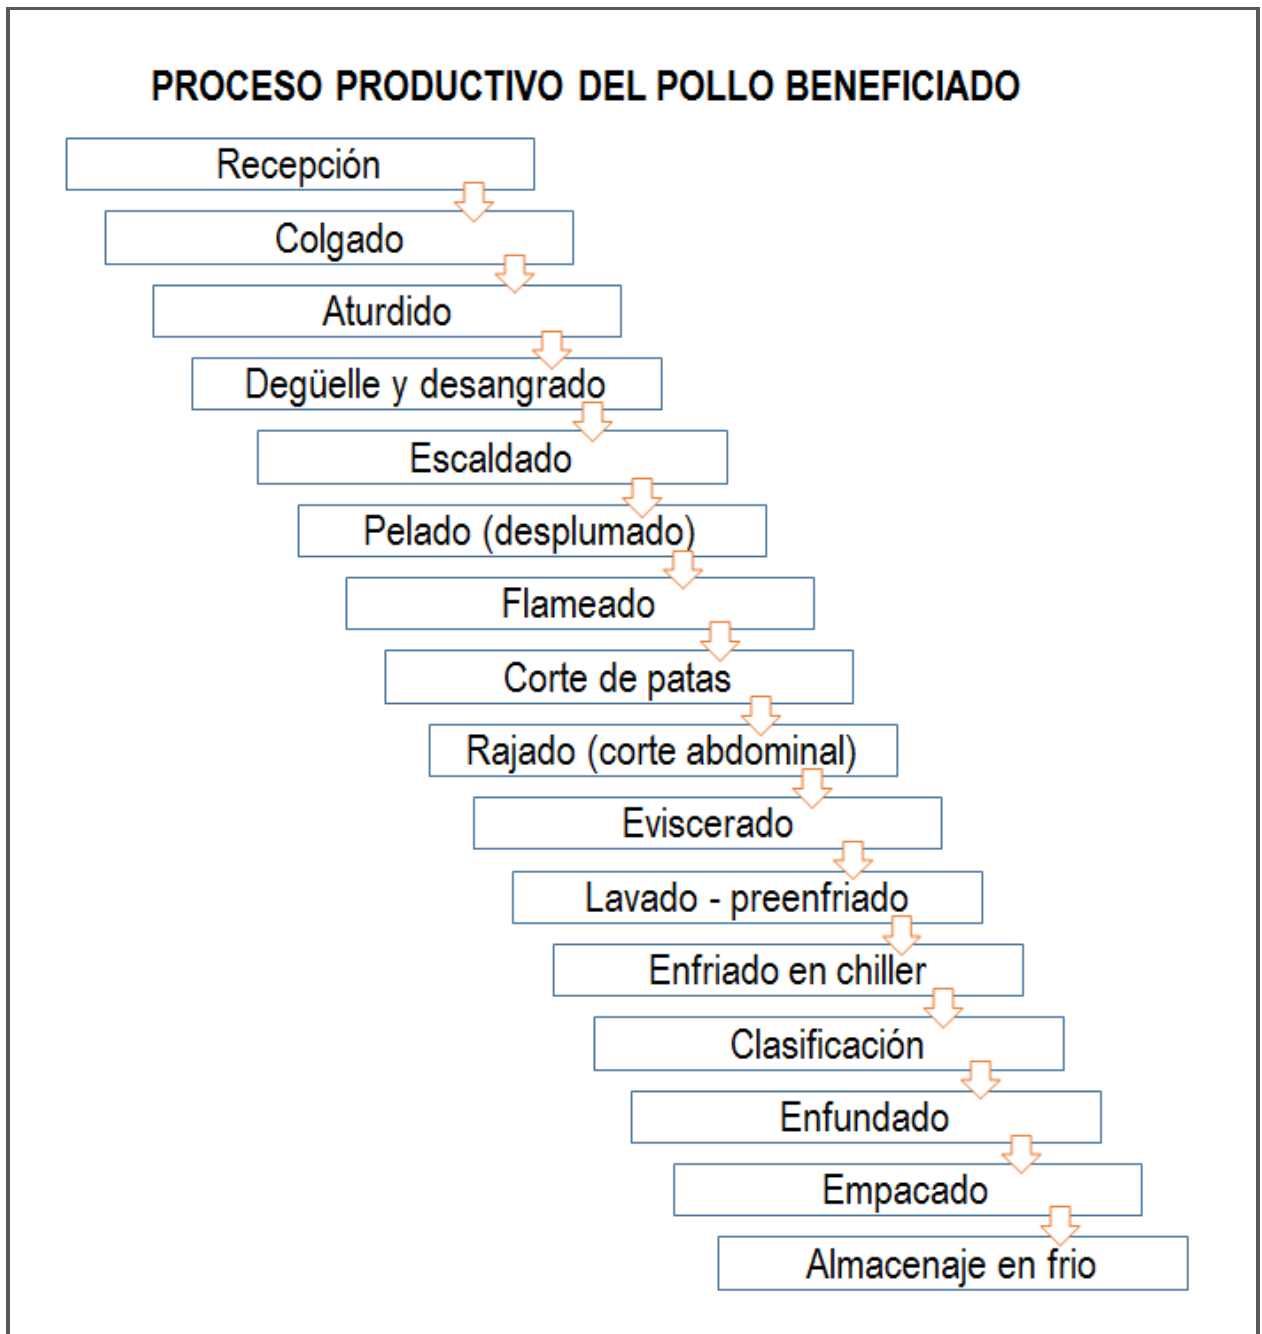 PROCESO PRODUCTIVO DEL POLLO BENEFICIADO
Recepción
Colgado
Aturdido
Degüelle y desangrado
Escaldado
Pelado (desplumado)
Flameado
Corte de patas
Rajado (corte abdominal)
Eviscerado
Lavado - preenfriado
Enfriado en chiller
Clasificación
Enfundado
Empacado
Almacenaje en frio